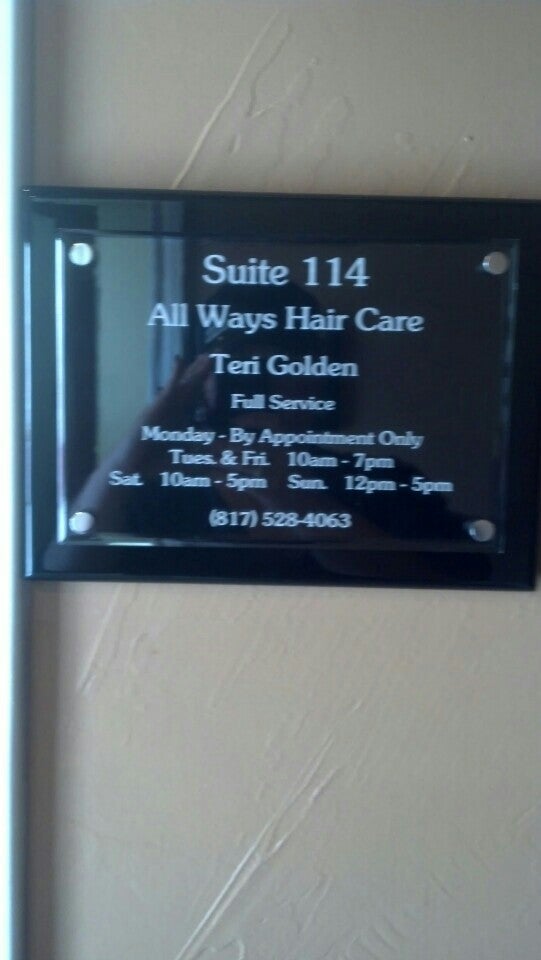 Suite 114
All Ways Hair Care
Teri Golden
Full Service
Monday - By Appointment Only
Tues. & Fri. 10am - 7pm
Sat. 10am - 5pm Sun. 12pm - 5pm
(817) 528-4063